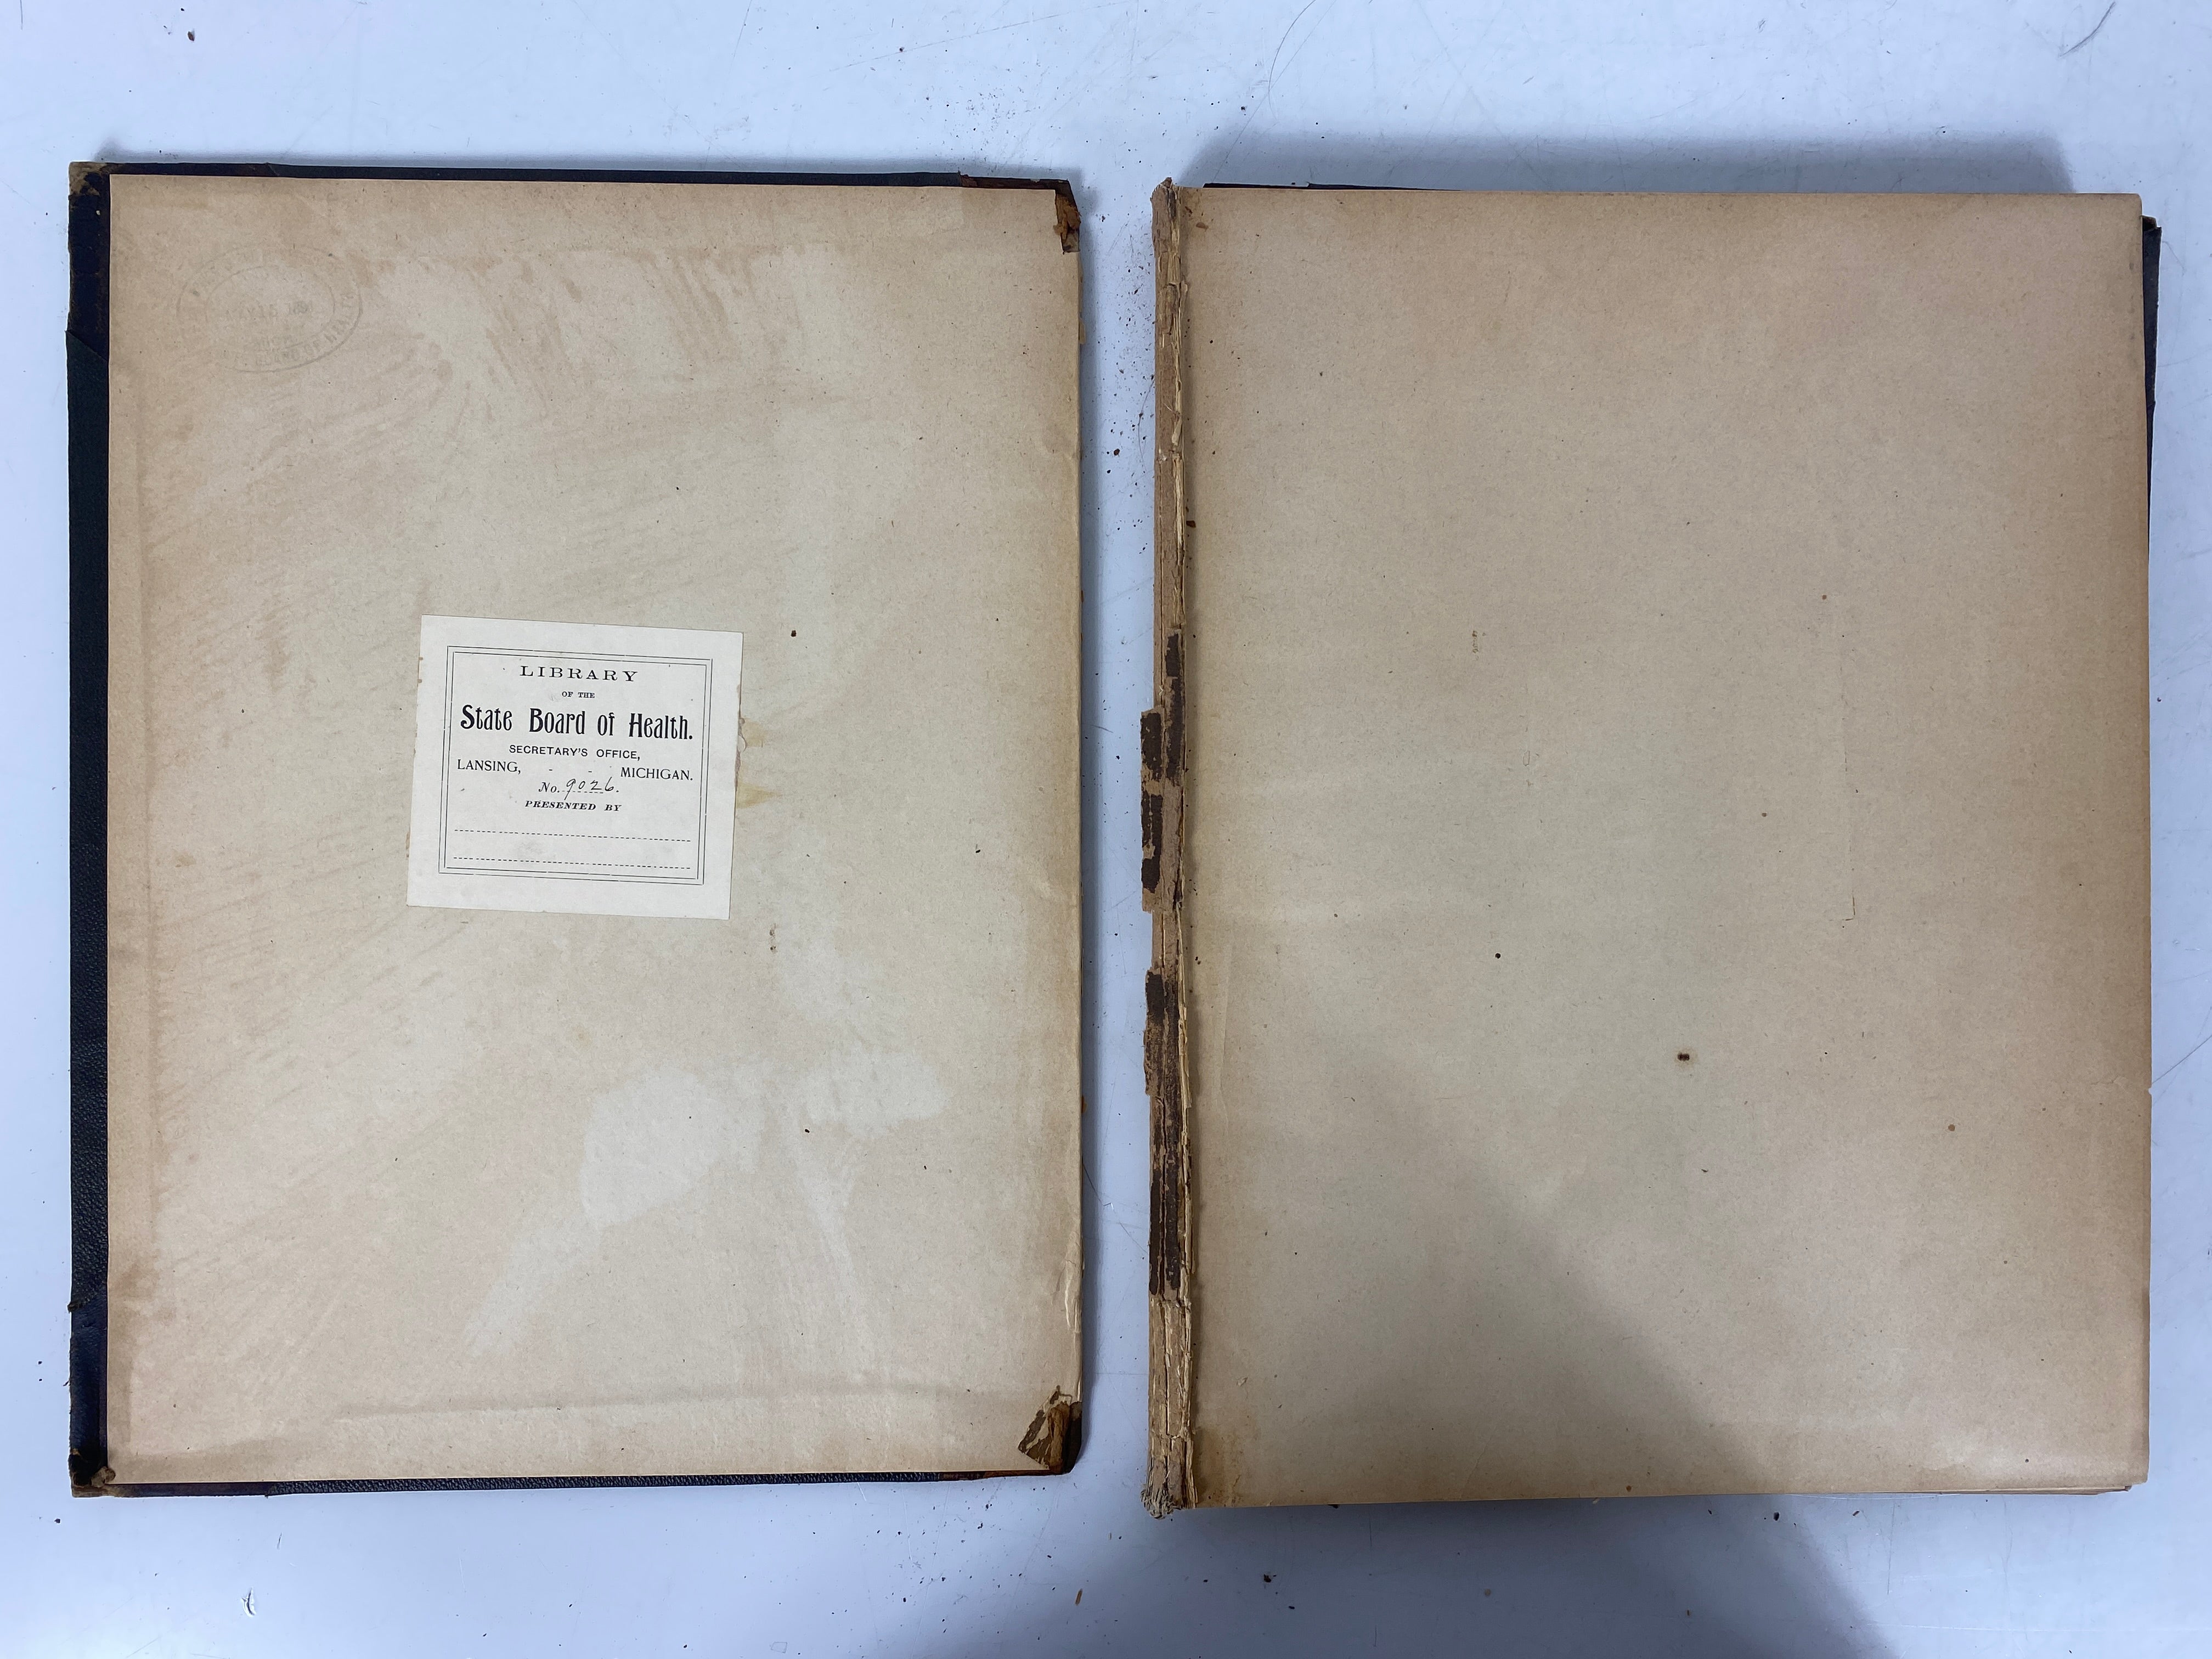 LIBRARY
OF THE
State Board of Health.
SECRETARY'S OFFICE,
LANSING, - - MICHIGAN.
No. 9026.
PRESENTED BY